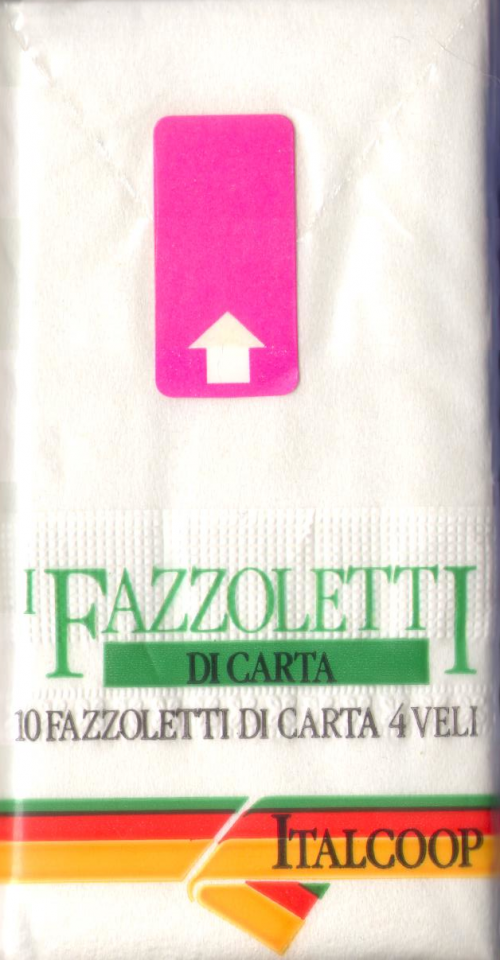 I FAZZOLETTI
DI CARTA
10 FAZZOLETTI DI CARTA 4 VELI
ITALCOOP